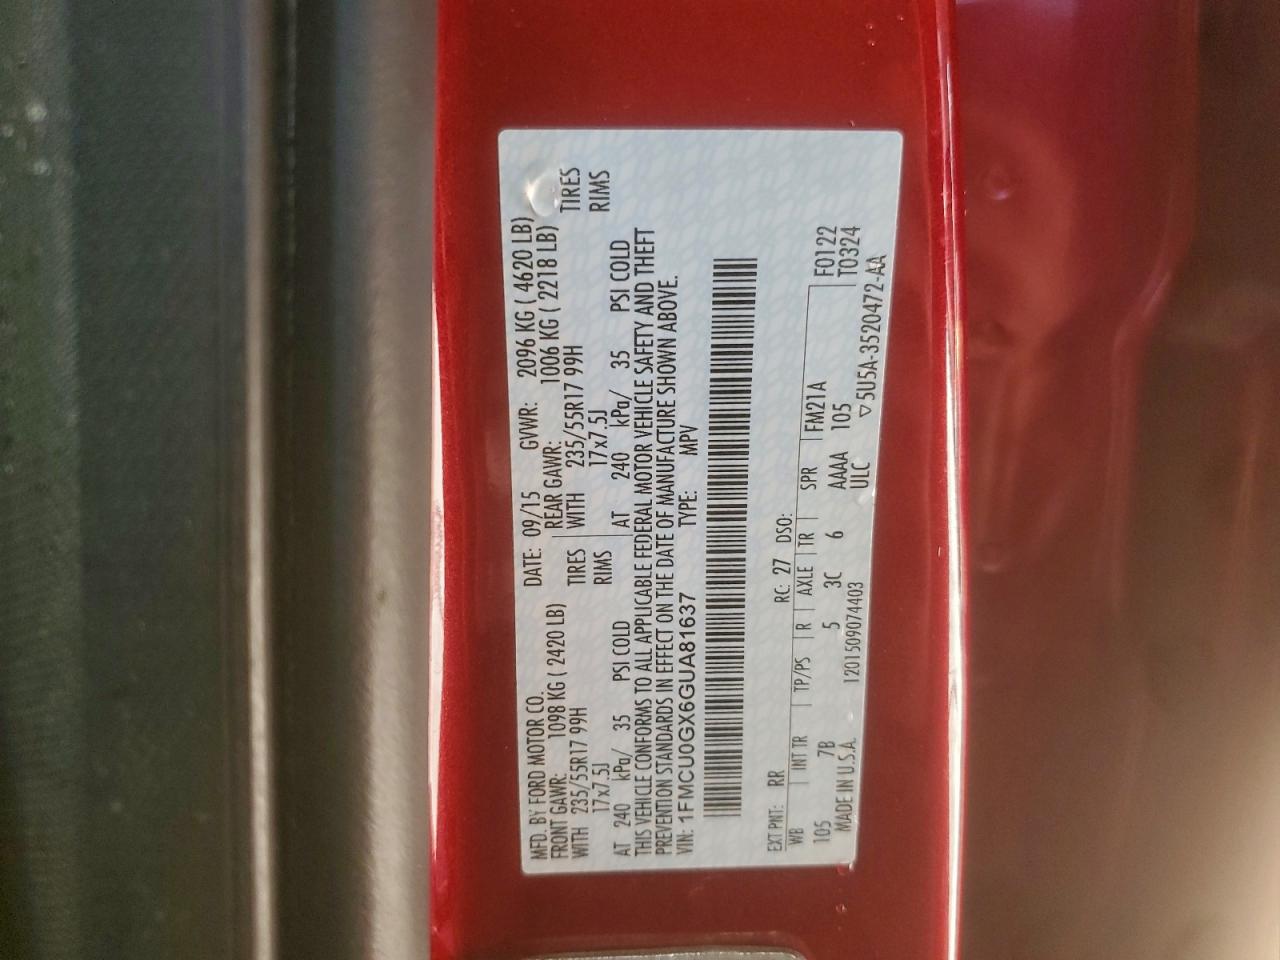 MFD. BY FORD MOTOR CO.
DATE: 09/15 GVWR: 2096 KG ( 4620 LB)
FRONT GAWR: 1098 KG ( 2420 LB) REAR GAWR: 1006 KG ( 2218 LB)
WITH 235/55R17 99H TIRES WITH 235/55R17 99H TIRES
17x7.5J RIMS 17x7.5J RIMS
AT 240 kPa/ 35 PSI COLD AT 240 kPa/ 35 PSI COLD
THIS VEHICLE CONFORMS TO ALL APPLICABLE FEDERAL MOTOR VEHICLE SAFETY AND THEFT
PREVENTION STANDARDS IN EFFECT ON THE DATE OF MANUFACTURE SHOWN ABOVE.
VIN: 1FMCU0GX6GUA81637 TYPE: MPV
EXT PNT: RR RC: 27 DSO:
WB INT TR TP/PS R AXLE TR SPR FM21A F0122
105 7B 5 3C 6 AAAA 105 T0324
MADE IN U.S.A. 1201509074403 ULC ▽5U5A-3520472-AA